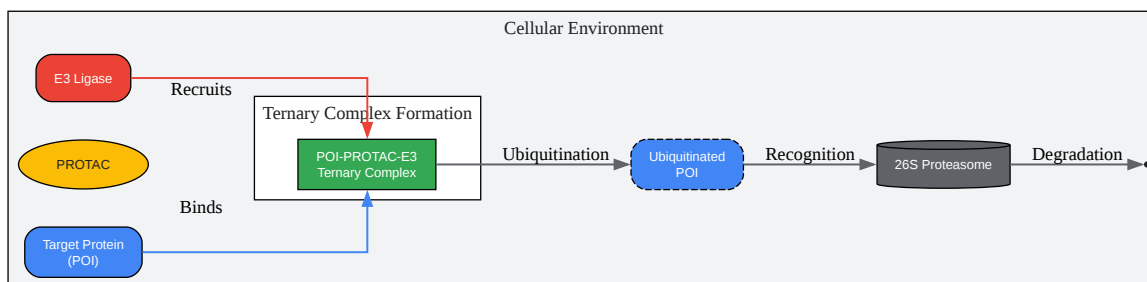 Cellular Environment
E3 Ligase
Recruits
Ternary Complex Formation
PROTAC
POI-PROTAC-E3
Ternary Complex
Ubiquitination
Ubiquitinated
POI
Recognition
26S Proteasome
Degradation
Binds
Target Protein
(POI)